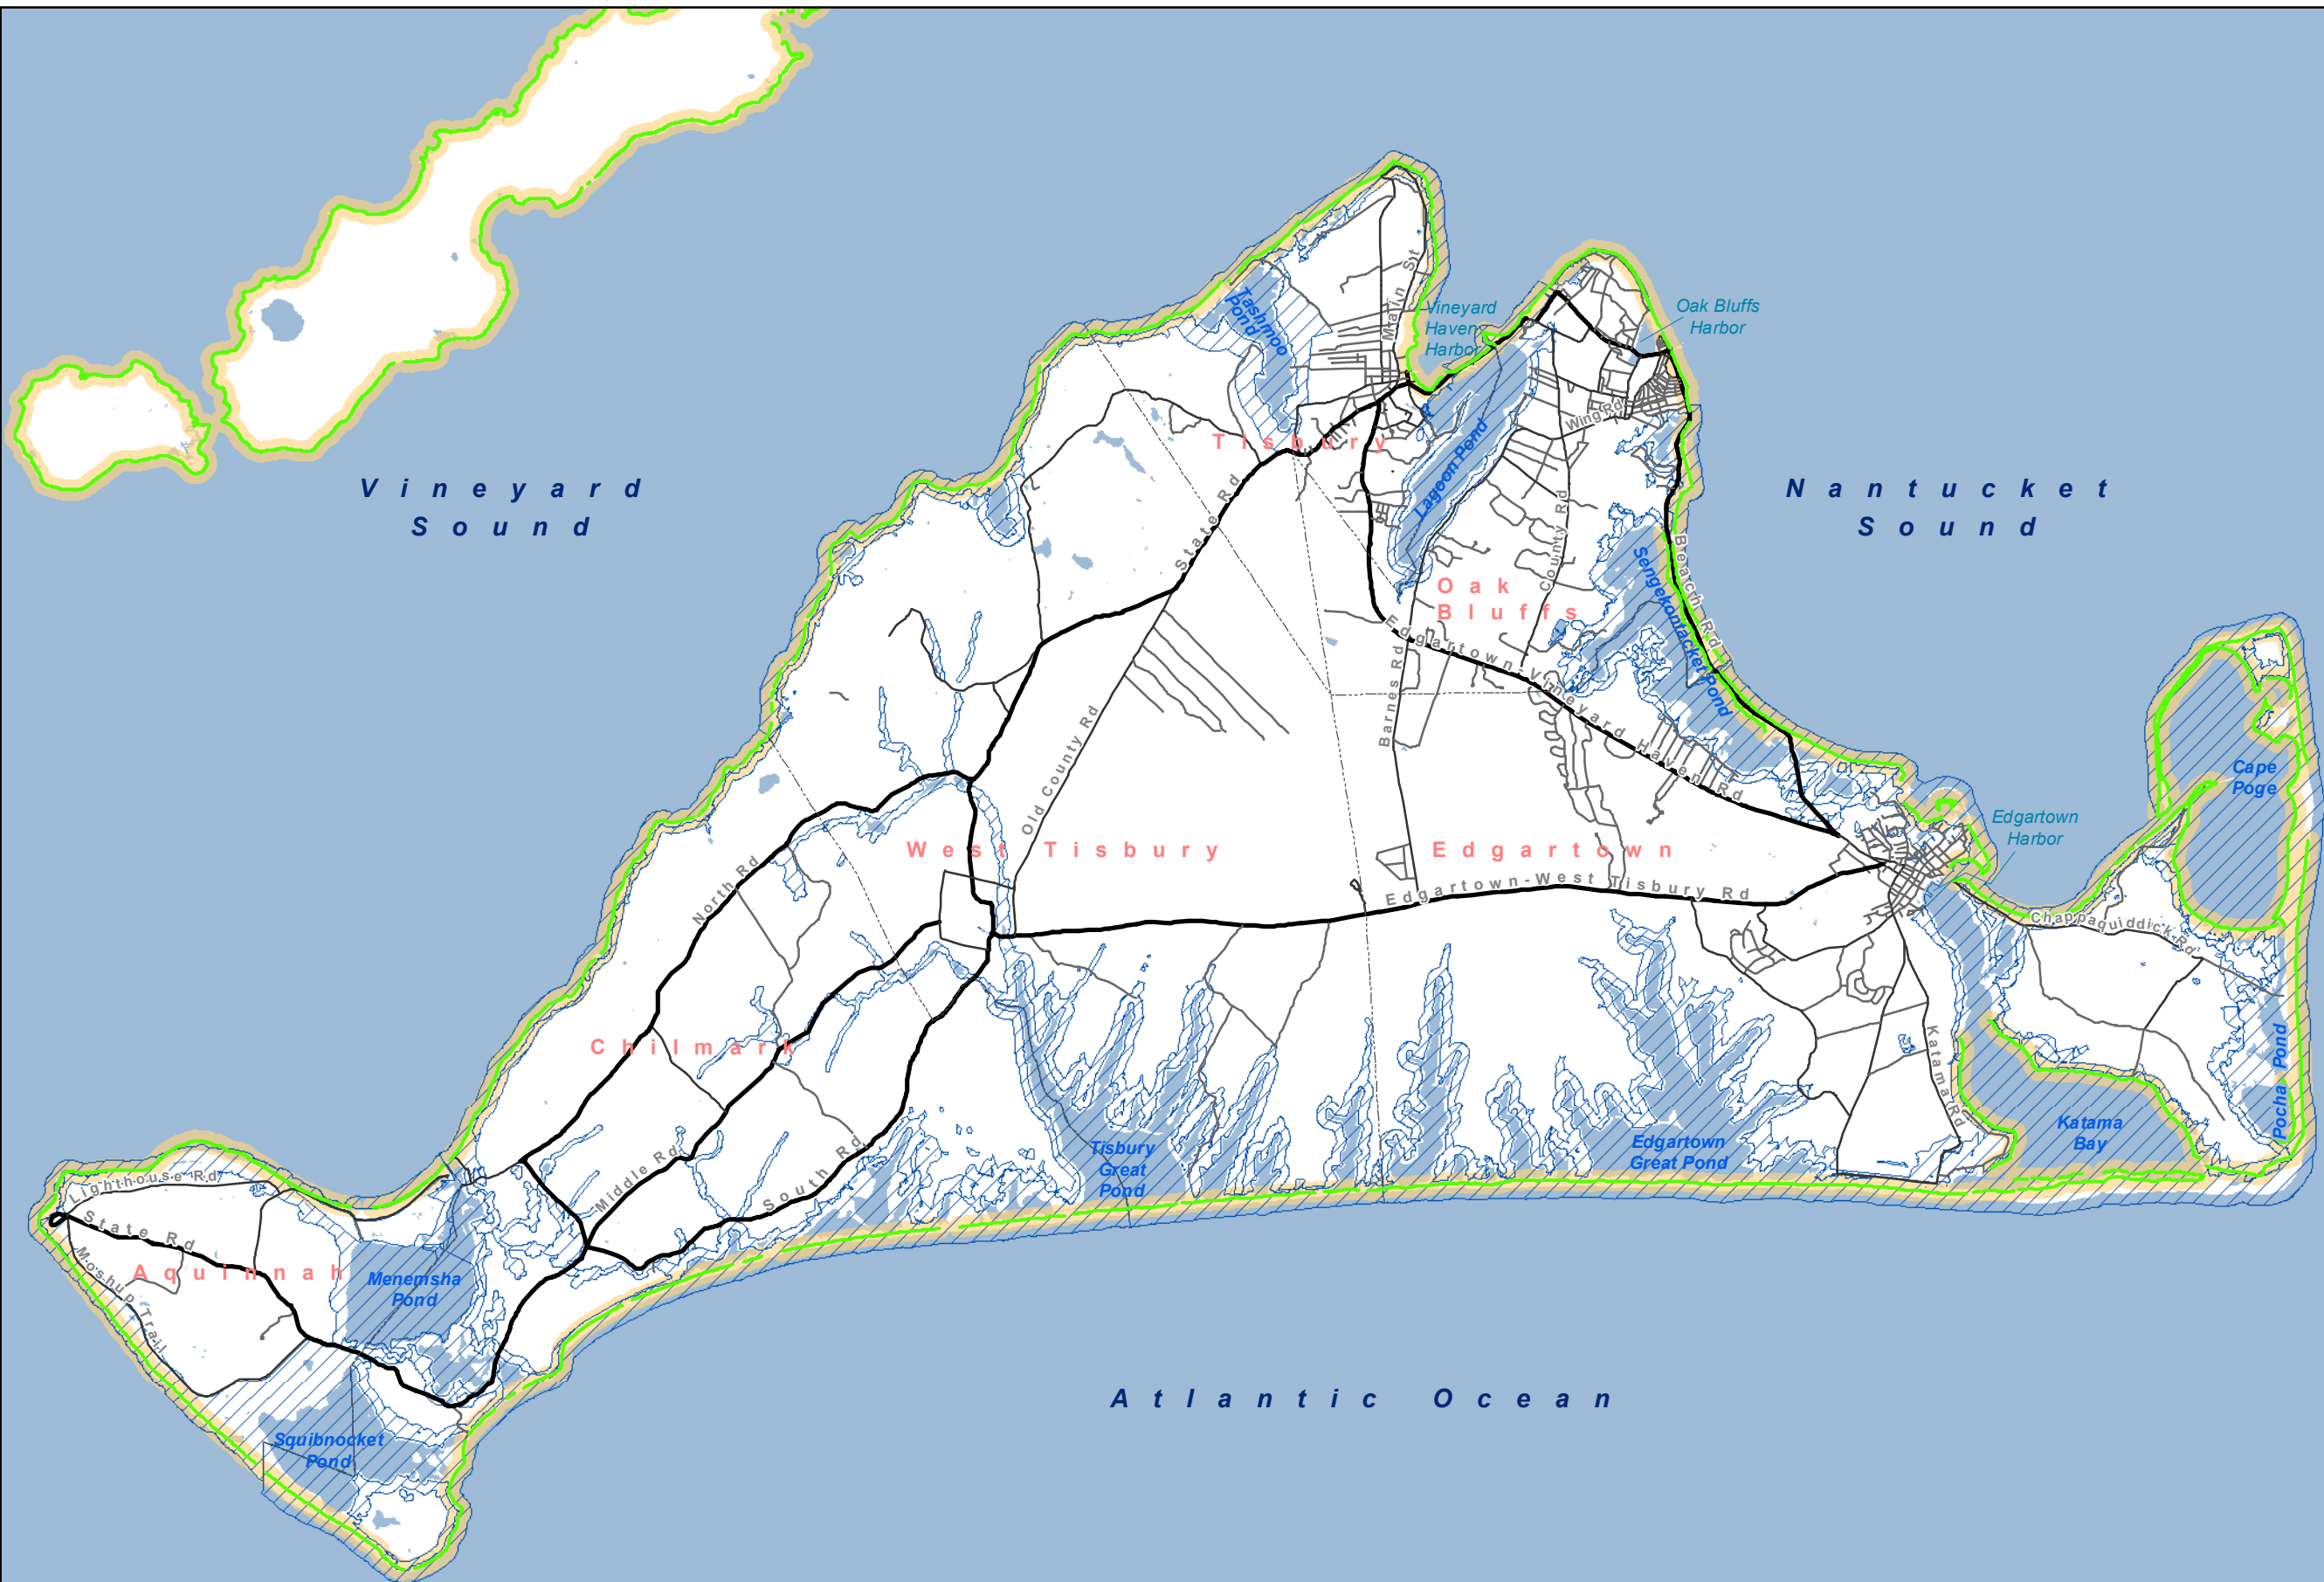 Vineyard
Sound
Nantucket
Sound
Atlantic Ocean
Tashmoo
Pond
Main St
Vineyard
Haven
Harbor
Oak Bluffs
Harbor
Wing Rd
Lagoon Pond
Tisbury
State Rd
County Rd
Oak
Bluffs
Beach Rd
Sengekontacket Pond
Edgartown-Vineyard Haven Rd
Barnes Rd
Old County Rd
Cape
Poge
Edgartown
Harbor
West Tisbury
Edgartown
Edgartown-West Tisbury Rd
North Rd
Chappaquiddick Rd
Chilmark
Katama Rd
Pocha Pond
Katama
Bay
Tisbury
Great
Pond
Edgartown
Great Pond
Middle Rd
South Rd
Lighthouse Rd
State Rd
Moshup Trail
Aquinnah
Menemsha
Pond
Squibnocket
Pond